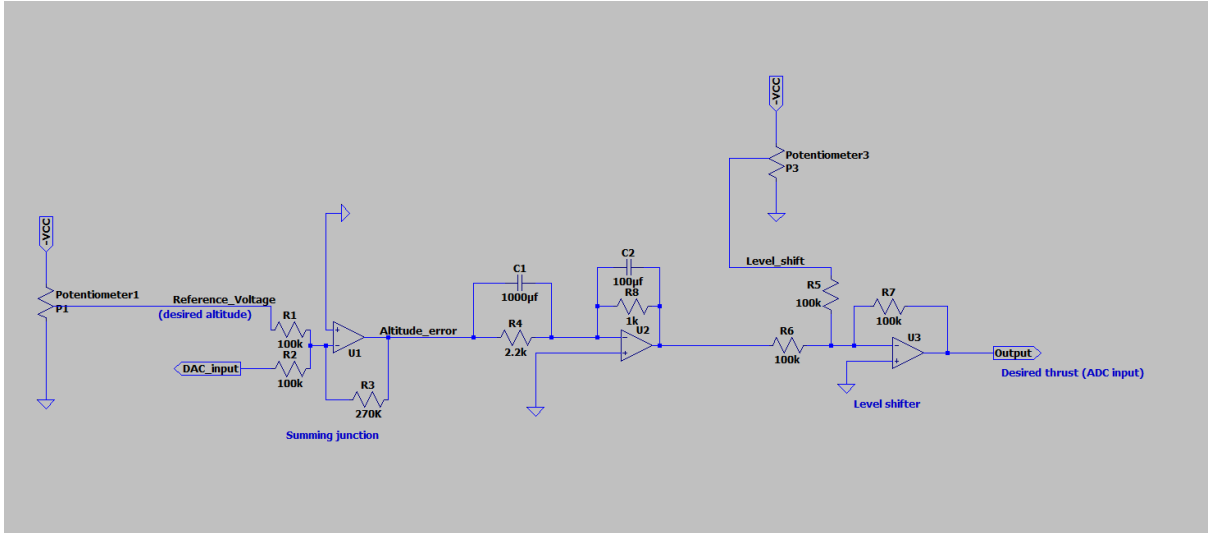 -VCC
Potentiometer1
P1
Reference_Voltage
(desired altitude)
R1
100k
R2
100k
DAC_input
U1
R3
270K
Summing junction
Altitude_error
C1
1000µf
R4
2.2k
C2
100µf
R8
1k
U2
-VCC
Potentiometer3
P3
Level_shift
R5
100k
R6
100k
R7
100k
U3
Output
Desired thrust (ADC input)
Level shifter